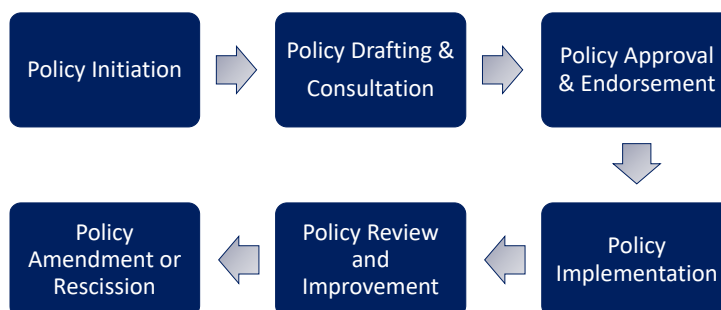 Policy Initiation
Policy Drafting &
Consultation
Policy Approval
& Endorsement
Policy
Implementation
Policy Review
and
Improvement
Policy
Amendment or
Rescission